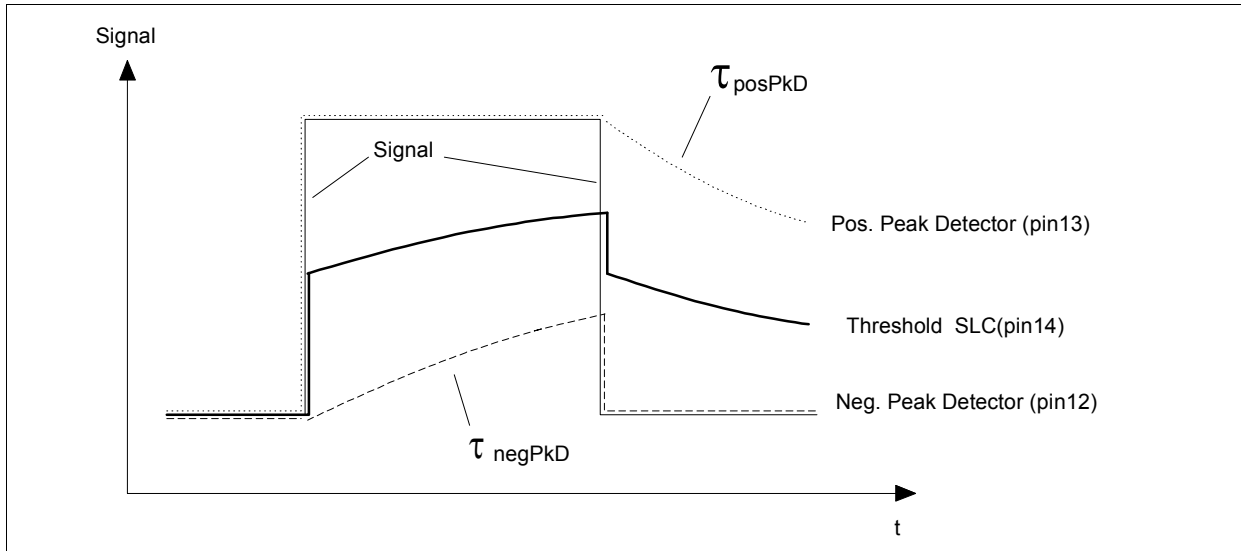 Signal
τposPkD
Signal
Pos. Peak Detector (pin13)
Threshold SLC(pin14)
Neg. Peak Detector (pin12)
τ negPkD
t